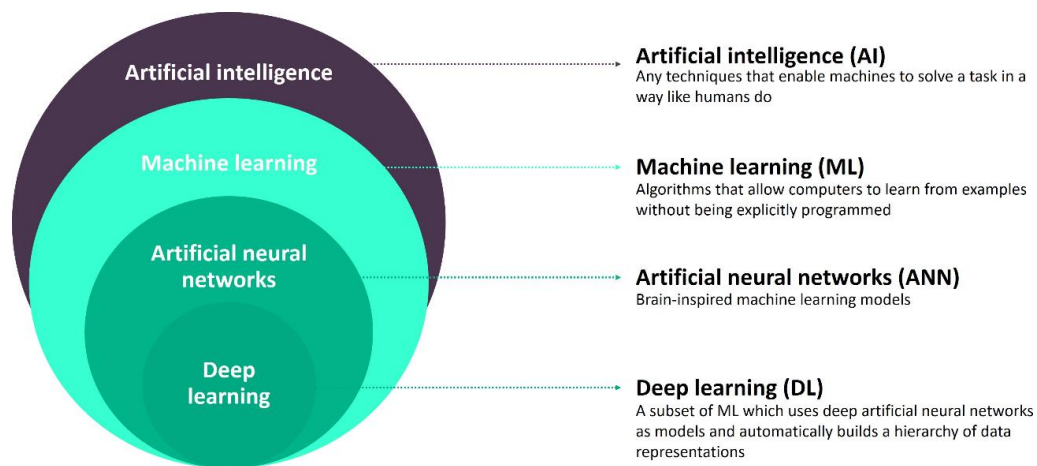 Artificial intelligence
Machine learning
Artificial neural
networks
Deep
learning
Artificial intelligence (AI)
Any techniques that enable machines to solve a task in a
way like humans do
Machine learning (ML)
Algorithms that allow computers to learn from examples
without being explicitly programmed
Artificial neural networks (ANN)
Brain-inspired machine learning models
Deep learning (DL)
A subset of ML which uses deep artificial neural networks
as models and automatically builds a hierarchy of data
representations